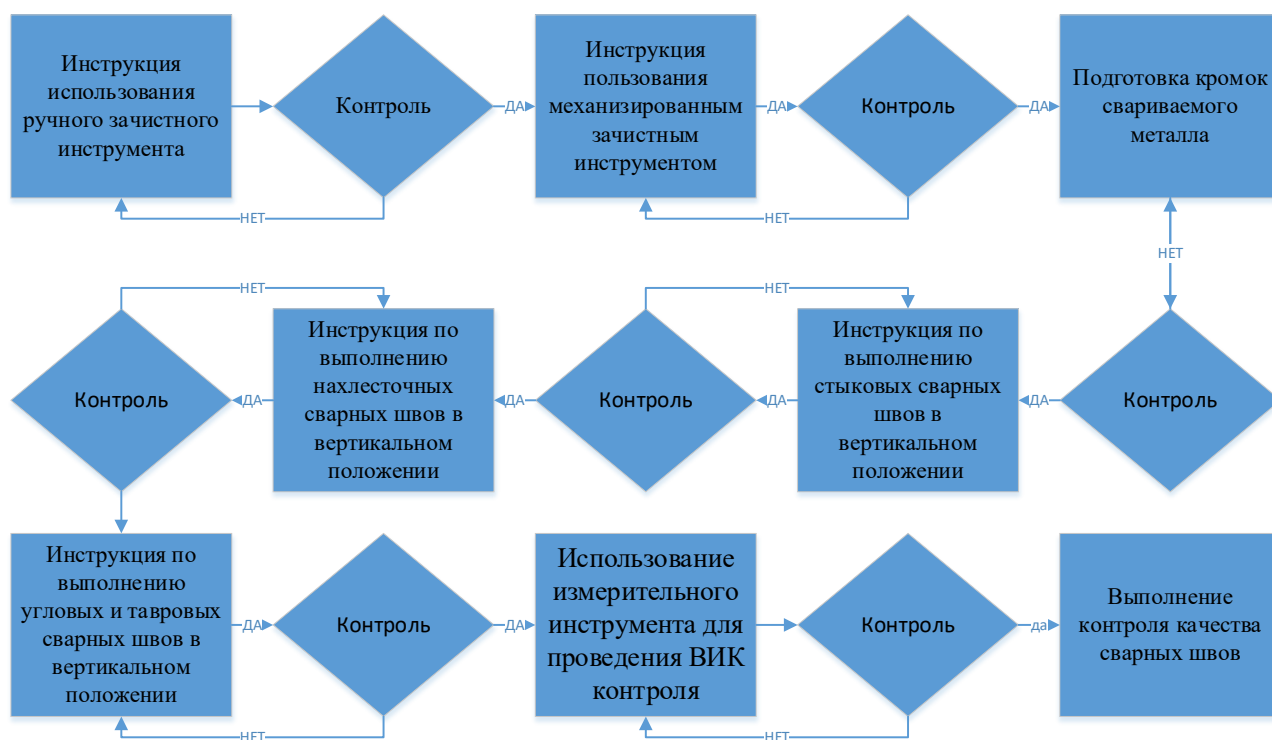 Инструкция
использования
ручного зачистного
инструмента
Контроль
ДА
Инструкция
пользования
механизированным
зачистным
инструментом
ДА
Контроль
ДА
Подготовка кромок
свариваемого
металла
НЕТ
НЕТ
НЕТ
НЕТ
НЕТ
Контроль
ДА
Инструкция по
выполнению
нахлесточных
сварных швов в
вертикальном
положении
ДА
Контроль
ДА
Инструкция по
выполнению
стыковых сварных
швов в
вертикальном
положении
ДА
Контроль
Инструкция по
выполнению
угловых и тавровых
сварных швов в
вертикальном
положении
ДА
Контроль
ДА
Использование
измерительного
инструмента для
проведения ВИК
контроля
Контроль
да
Выполнение
контроля качества
сварных швов
НЕТ
НЕТ